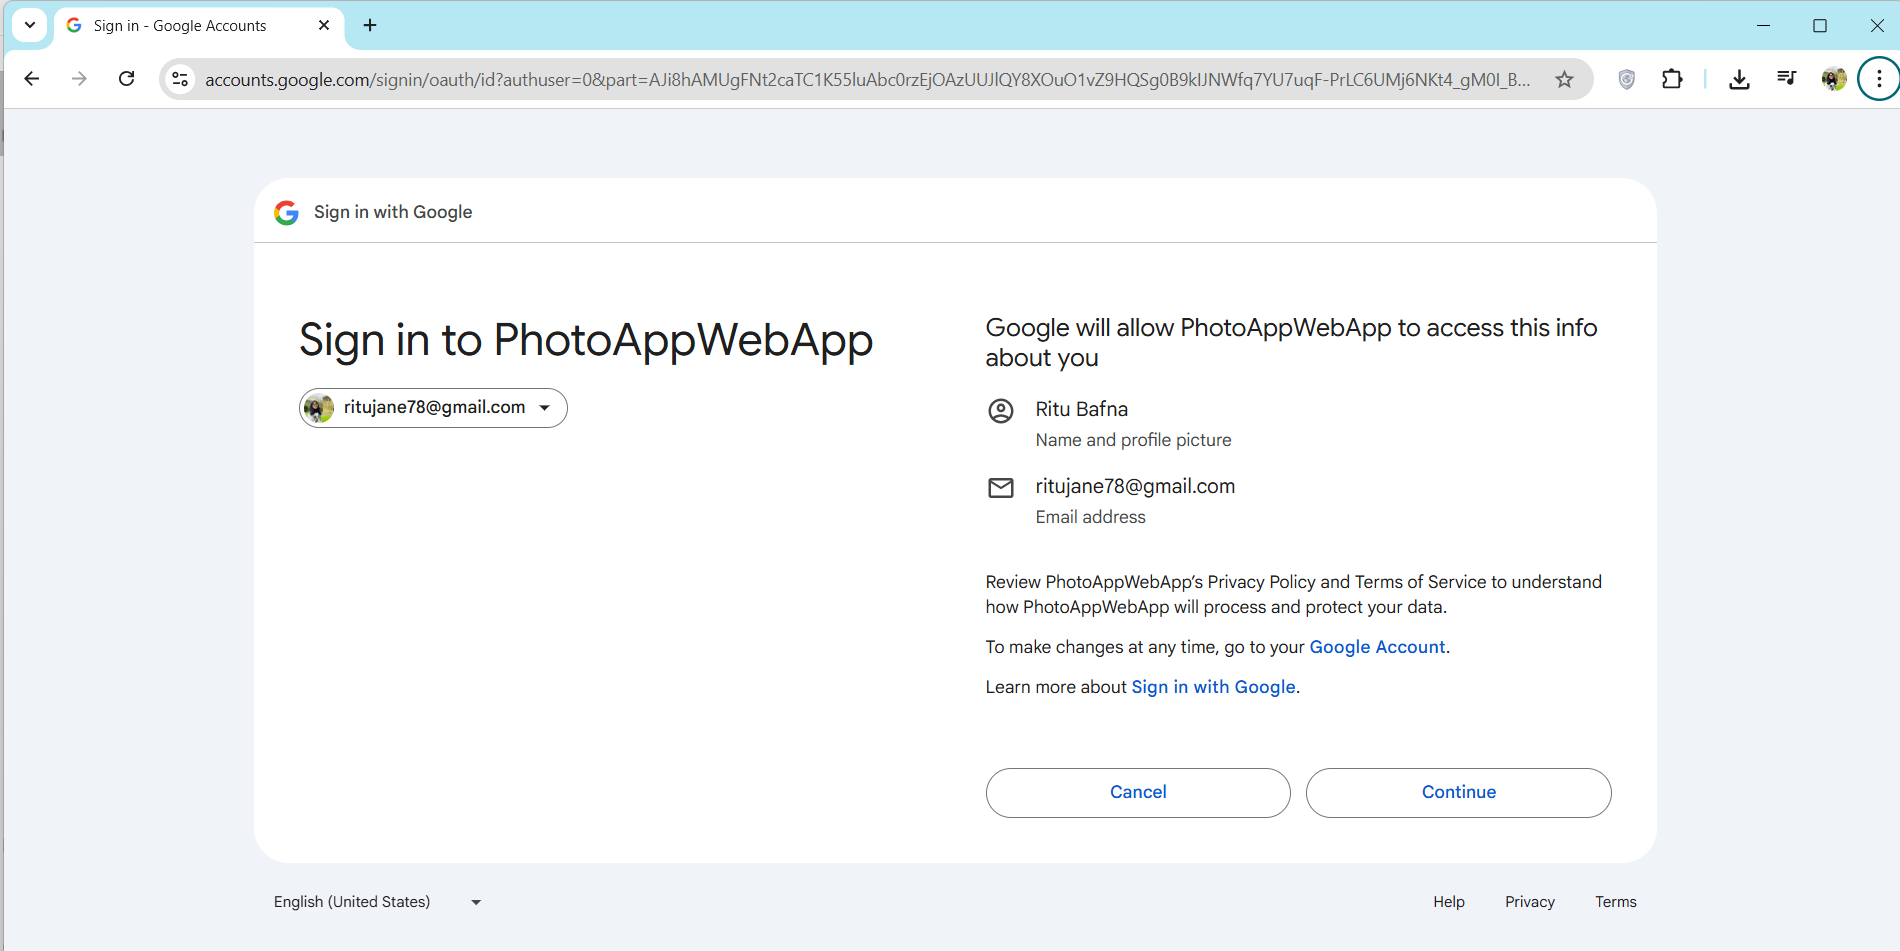 Sign in - Google Accounts
accounts.google.com/signin/oauth/id?authuser=0&part=AJi8hAMUgFNt2caTC1K55luAbc0rzEjOAzUUJlQY8XOuO1vZ9HQSg0B9kIJNWfq7YU7uqF-PrLC6UMj6NKt4_gM0I_B...
Sign in with Google
Sign in to PhotoAppWebApp
ritujane78@gmail.com
Google will allow PhotoAppWebApp to access this info
about you
Ritu Bafna
Name and profile picture
ritujane78@gmail.com
Email address
Review PhotoAppWebApp’s Privacy Policy and Terms of Service to understand
how PhotoAppWebApp will process and protect your data.
To make changes at any time, go to your Google Account.
Learn more about Sign in with Google.
Cancel Continue
English (United States) Help Privacy Terms